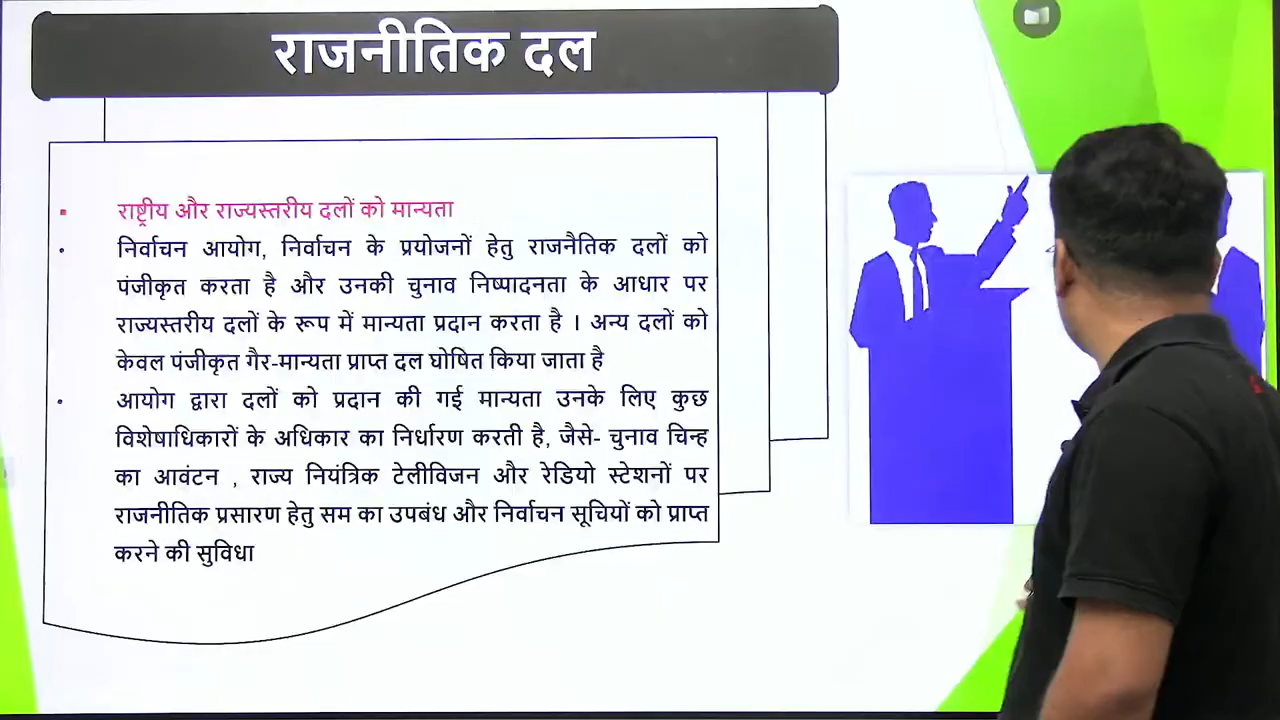 राजनीतिक दल
राष्ट्रीय और राज्यस्तरीय दलों को मान्यता
निर्वाचन आयोग, निर्वाचन के प्रयोजनों हेतु राजनैतिक दलों को
पंजीकृत करता है और उनकी चुनाव निष्पादनता के आधार पर
राज्यस्तरीय दलों के रूप में मान्यता प्रदान करता है । अन्य दलों को
केवल पंजीकृत गैर-मान्यता प्राप्त दल घोषित किया जाता है
आयोग द्वारा दलों को प्रदान की गई मान्यता उनके लिए कुछ
विशेषाधिकारों के अधिकार का निर्धारण करती है, जैसे- चुनाव चिन्ह
का आवंटन , राज्य नियंत्रिक टेलीविजन और रेडियो स्टेशनों पर
राजनीतिक प्रसारण हेतु सम का उपबंध और निर्वाचन सूचियों को प्राप्त
करने की सुविधा